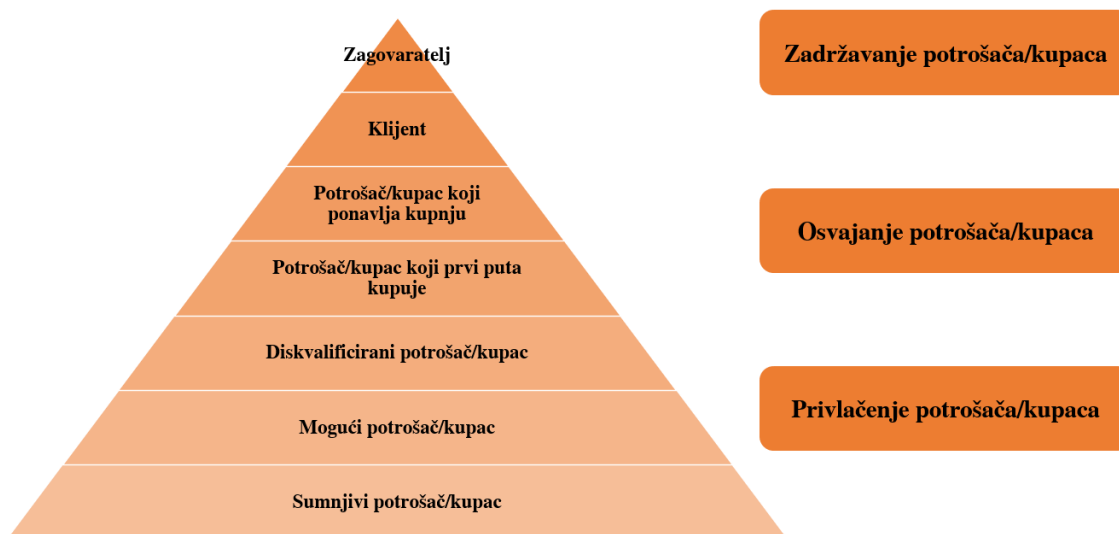 Zagovaratelj
Klijent
Potrošač/kupac koji
ponavlja kupnju
Potrošač/kupac koji prvi puta
kupuje
Diskvalificirani potrošač/kupac
Mogući potrošač/kupac
Sumnjivi potrošač/kupac
Zadržavanje potrošača/kupaca
Osvajanje potrošača/kupaca
Privlačenje potrošača/kupaca